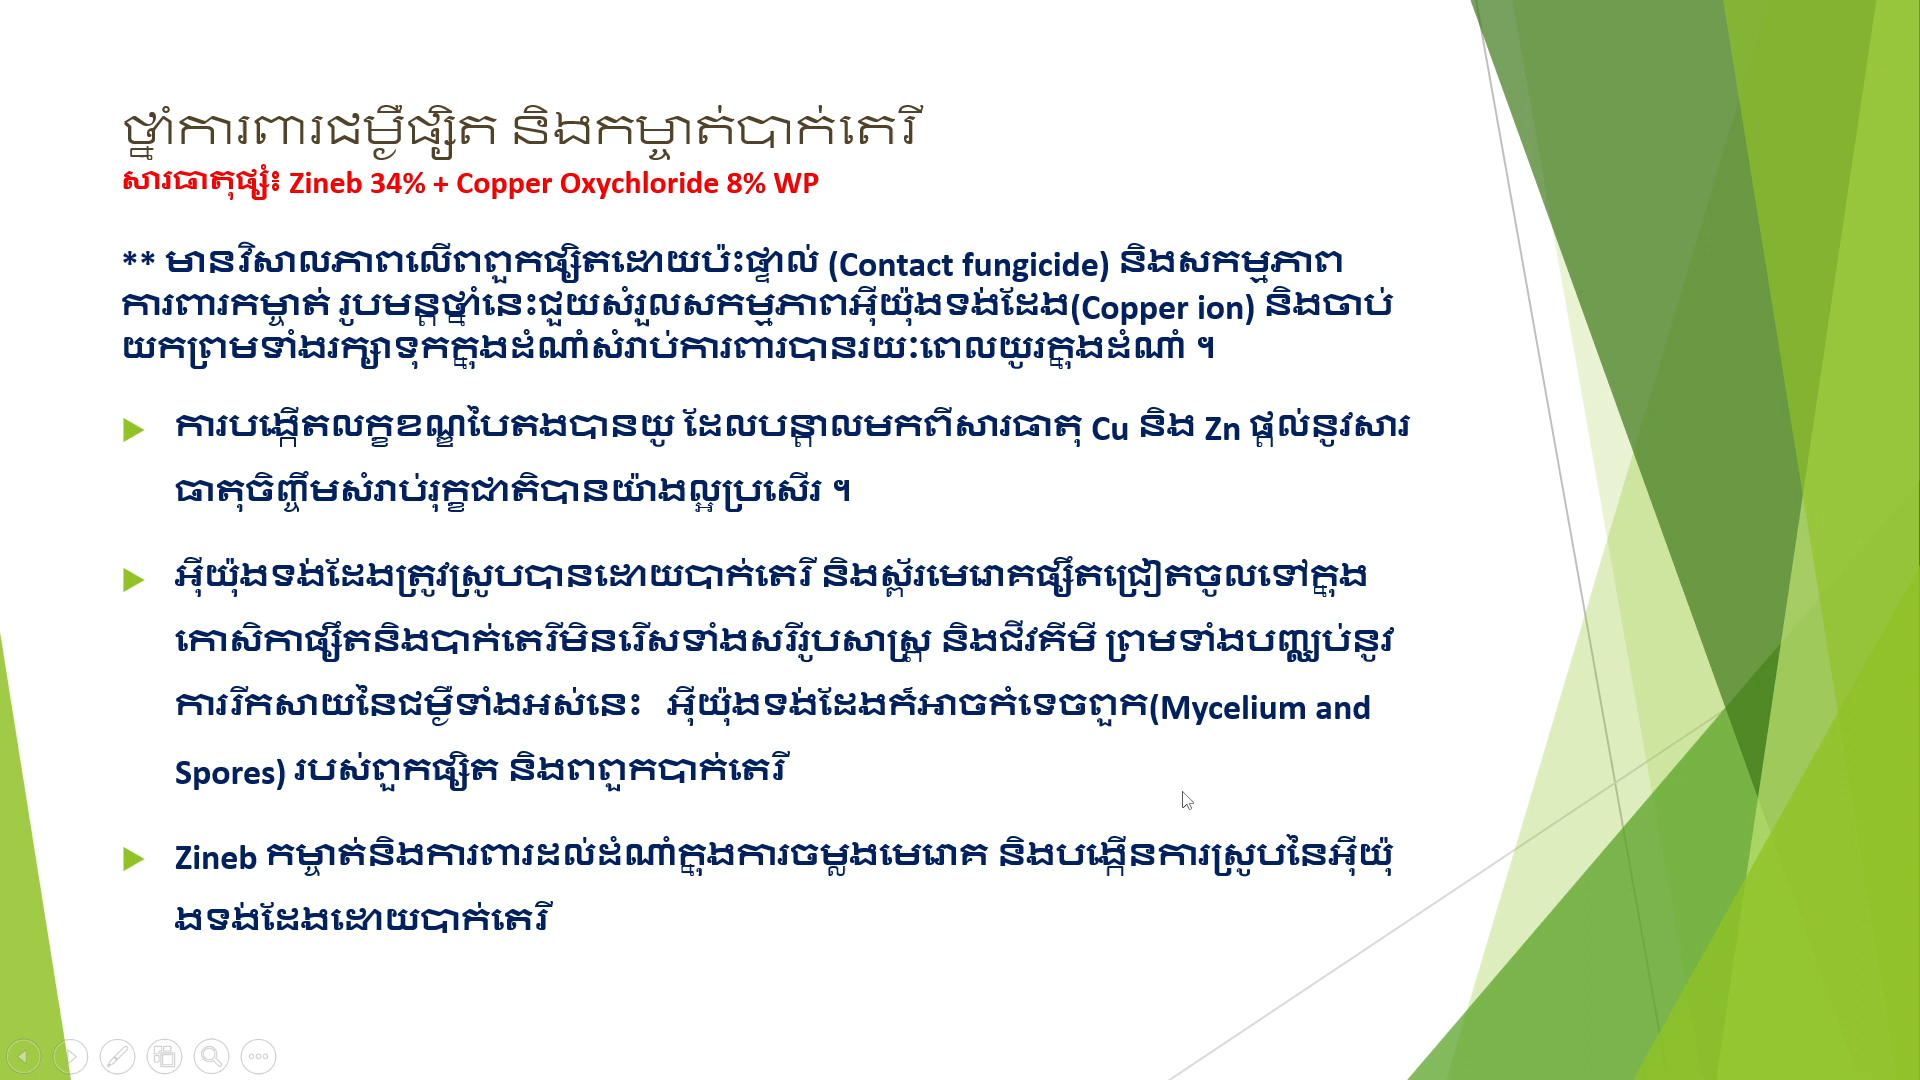 ថ្នាំការពារជម្ងឺផ្សិត និងកម្ចាត់បាក់តេរី
សារធាតុផ្សំ៖ Zineb 34% + Copper Oxychloride 8% WP
** មានវិសាលភាពលើពពួកផ្សិតដោយប៉ះផ្ទាល់ (Contact fungicide) និងសកម្មភាព
ការពារកម្ចាត់ រូបមន្តថ្នាំនេះជួយសំរួលសកម្មភាពអ៊ីយ៉ុងទង់ដែង(Copper ion) និងចាប់
យកព្រមទាំងរក្សាទុកក្នុងដំណាំសំរាប់ការពារបានរយៈពេលយូរក្នុងដំណាំ ។
ការបង្កើតលក្ខខណ្ឌបៃតងបានយូ ដែលបន្តាលមកពីសារធាតុ Cu និង Zn ផ្តល់នូវសារ
ធាតុចិញ្ចឹមសំរាប់រុក្ខជាតិបានយ៉ាងល្អប្រសើរ ។
អ៊ីយ៉ុងទង់ដែងត្រូវស្រូបបានដោយបាក់តេរី និងស្ព័រមេរោគផ្សឹតជ្រៀតចូលទៅក្នុង
កោសិកាផ្សឹតនិងបាក់តេរីមិនរើសទាំងសរីរូបសាស្ត្រ និងជីវគីមី ព្រមទាំងបញ្ឈប់នូវ
ការរីកសាយនៃជម្ងឺទាំងអស់នេះ អ៊ីយ៉ុងទង់ដែងក៏អាចកំទេចពួក(Mycelium and
Spores) របស់ពួកផ្សិត និងពពួកបាក់តេរី
Zineb កម្ចាត់និងការពារដល់ដំណាំក្នុងការចម្លងមេរោគ និងបង្កើនការស្រូបនៃអ៊ីយ៉ុ
ងទង់ដែងដោយបាក់តេរី